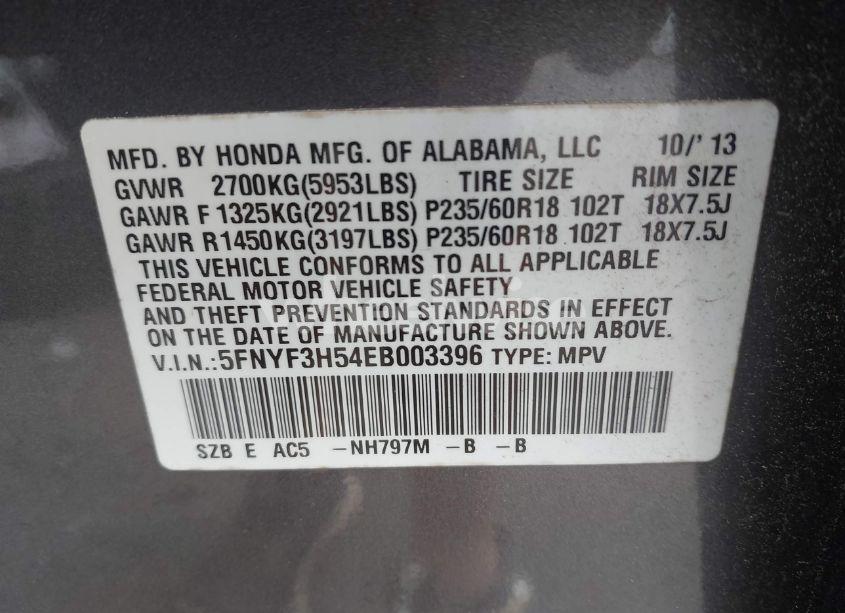 MFD. BY HONDA MFG. OF ALABAMA, LLC 10/' 13
GVWR 2700KG(5953LBS) TIRE SIZE RIM SIZE
GAWR F 1325KG(2921LBS) P235/60R18 102T 18X7.5J
GAWR R1450KG(3197LBS) P235/60R18 102T 18X7.5J
THIS VEHICLE CONFORMS TO ALL APPLICABLE
FEDERAL MOTOR VEHICLE SAFETY
AND THEFT PREVENTION STANDARDS IN EFFECT
ON THE DATE OF MANUFACTURE SHOWN ABOVE.
V.I.N.:5FNYF3H54EB003396 TYPE: MPV
SZB E AC5 -NH797M -B -B